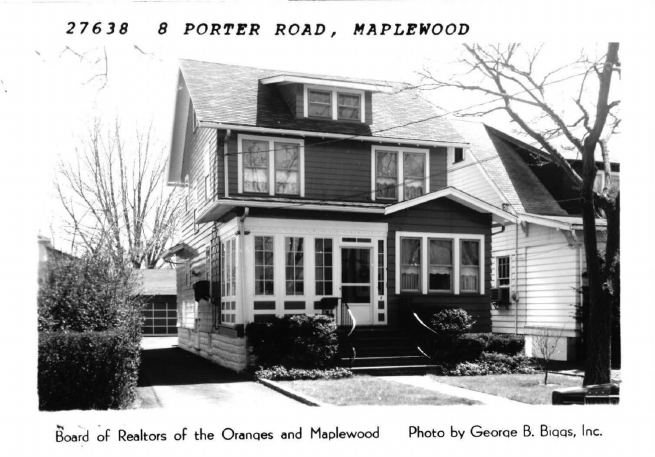 27638 8 PORTER ROAD, MAPLEWOOD
Board of Realtors of the Oranges and Maplewood Photo by George B. Biggs, Inc.